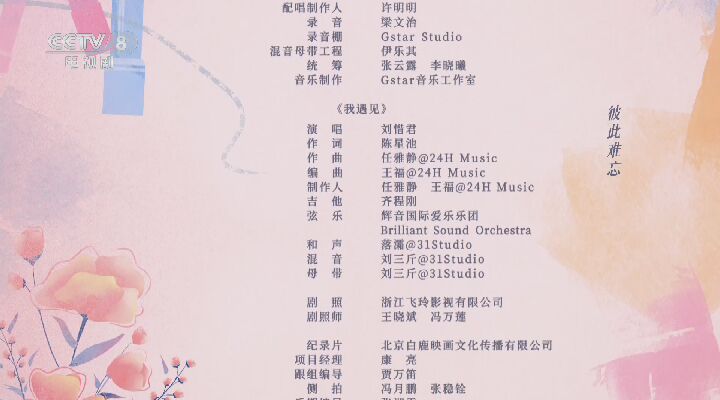 CCTV 8
电视剧
配唱制作人 许明明
录 音 梁文治
录音棚 Gstar Studio
混音母带工程 伊乐其
统 筹 张云露 李晓曦
音乐制作 Gstar音乐工作室
《我遇见》
演 唱 刘惜君
作 词 陈星池
作 曲 任雅静@24H Music
编 曲 王福@24H Music
制作人 任雅静 王福@24H Music
吉 他 齐程刚
弦 乐 辉音国际爱乐乐团
Brilliant Sound Orchestra
和 声 落濔@31Studio
混 音 刘三斤@31Studio
母 带 刘三斤@31Studio
剧 照 浙江飞玲影视有限公司
剧照师 王晓斌 冯万莲
纪录片 北京白鹿映画文化传播有限公司
项目经理 康 亮
跟组编导 贾万笛
侧 拍 冯月鹏 张稳铨
彼此难忘